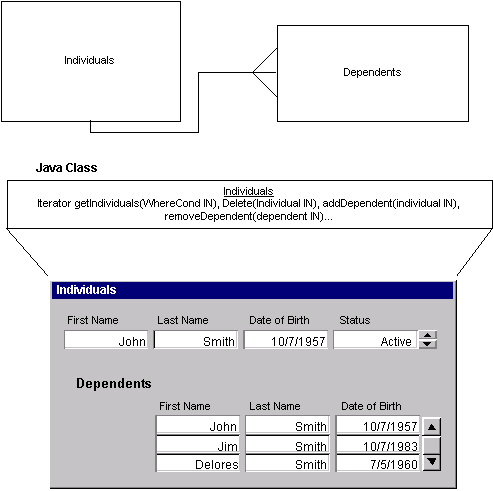 Individuals
Dependents
Java Class
Individuals
Iterator getIndividuals(WhereCond IN), Delete(Individual IN), addDependent(individual IN),
removeDependent(dependent IN)...
Individuals
First Name Last Name Date of Birth Status
John Smith 10/7/1957 Active
Dependents
First Name Last Name Date of Birth
John Smith 10/7/1957
Jim Smith 10/7/1983
Delores Smith 7/5/1960